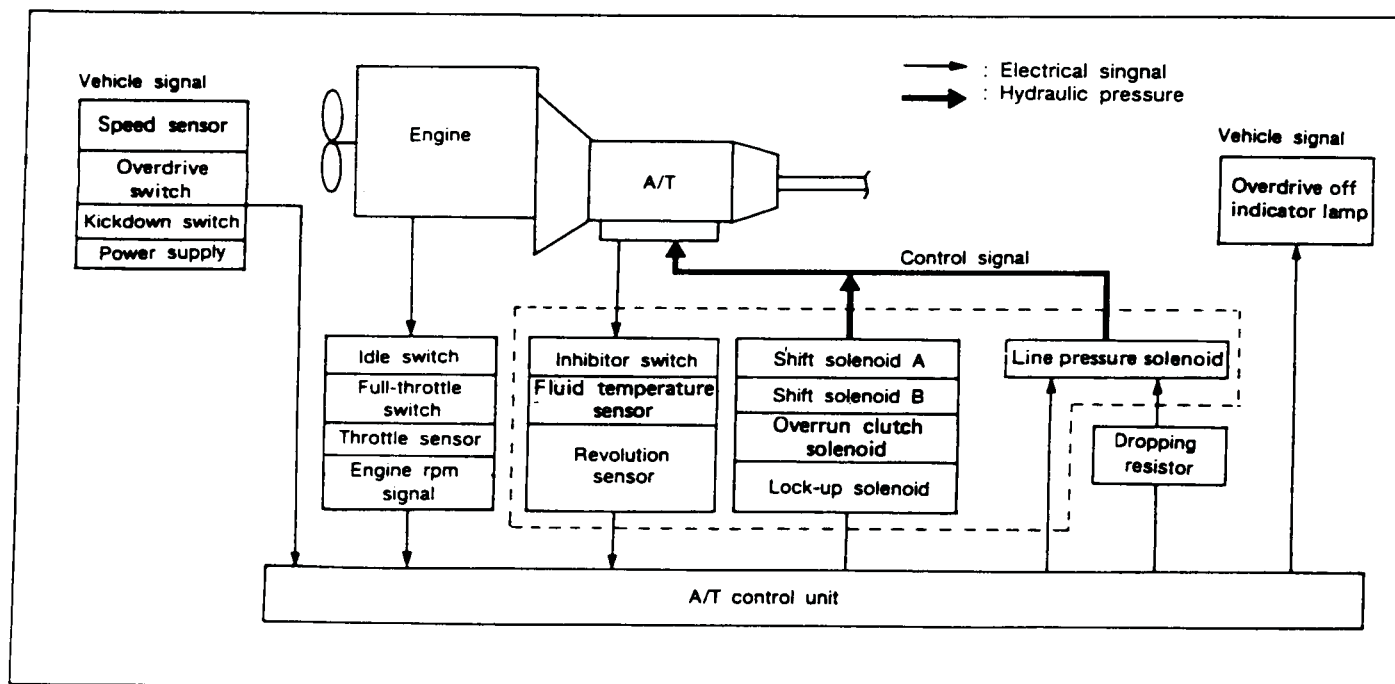 Vehicle signal
Speed sensor
Overdrive
switch
Kickdown switch
Power supply
Engine
A/T
: Electrical singnal
: Hydraulic pressure
Vehicle signal
Overdrive off
indicator lamp
Control signal
Idle switch
Full-throttle
switch
Throttle sensor
Engine rpm
signal
Inhibitor switch
Fluid temperature
sensor
Revolution
sensor
Shift solenoid A
Shift solenoid B
Overrun clutch
solenoid
Lock-up solenoid
Line pressure solenoid
Dropping
resistor
A/T control unit